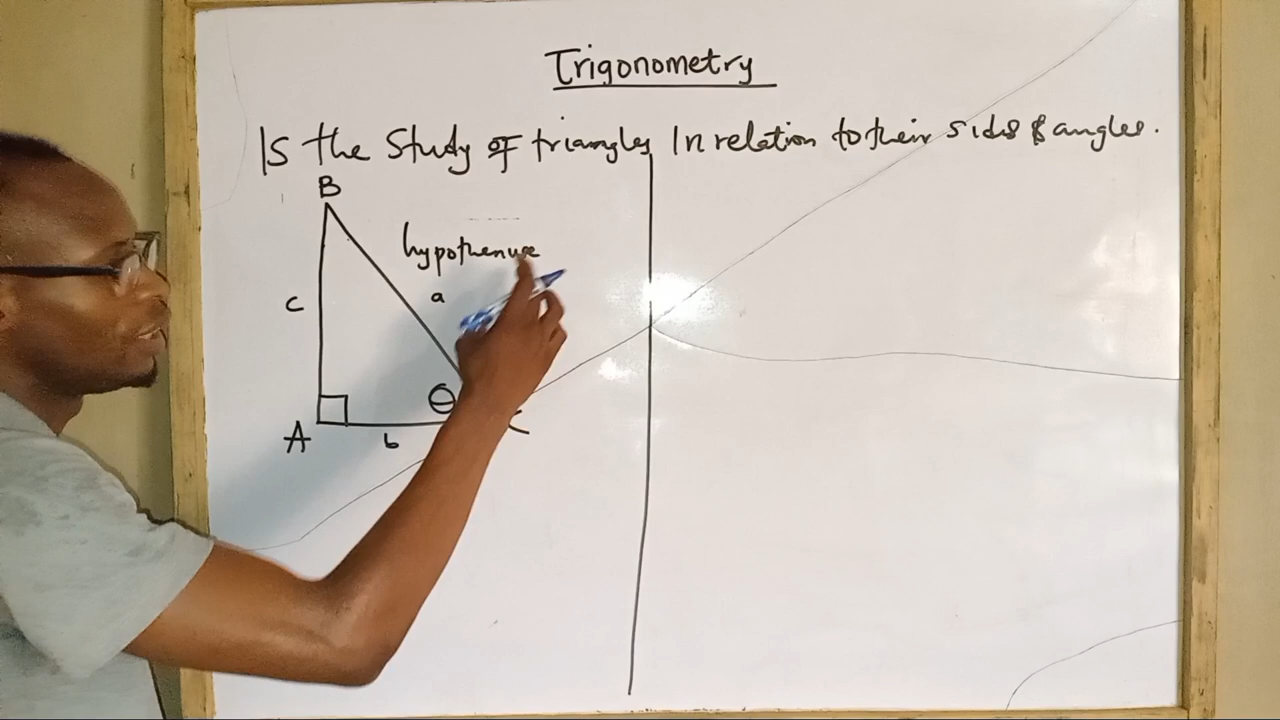 Trigonometry
Is the Study of triangles In relation to their sides & angles.
B
hypothenuse
c
a
θ
A
b
C